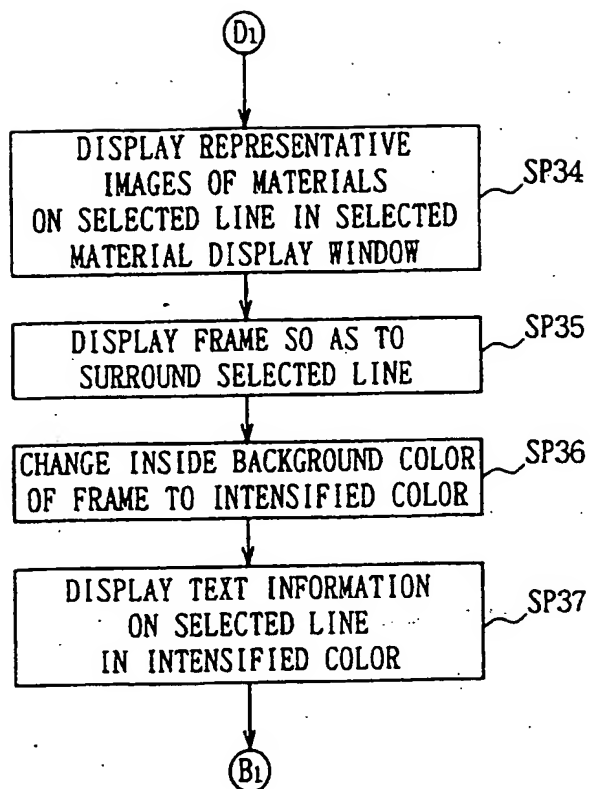 D1
DISPLAY REPRESENTATIVE
IMAGES OF MATERIALS
ON SELECTED LINE IN SELECTED
MATERIAL DISPLAY WINDOW
SP34
DISPLAY FRAME SO AS TO
SURROUND SELECTED LINE
SP35
CHANGE INSIDE BACKGROUND COLOR
OF FRAME TO INTENSIFIED COLOR
SP36
DISPLAY TEXT INFORMATION
ON SELECTED LINE
IN INTENSIFIED COLOR
SP37
B1